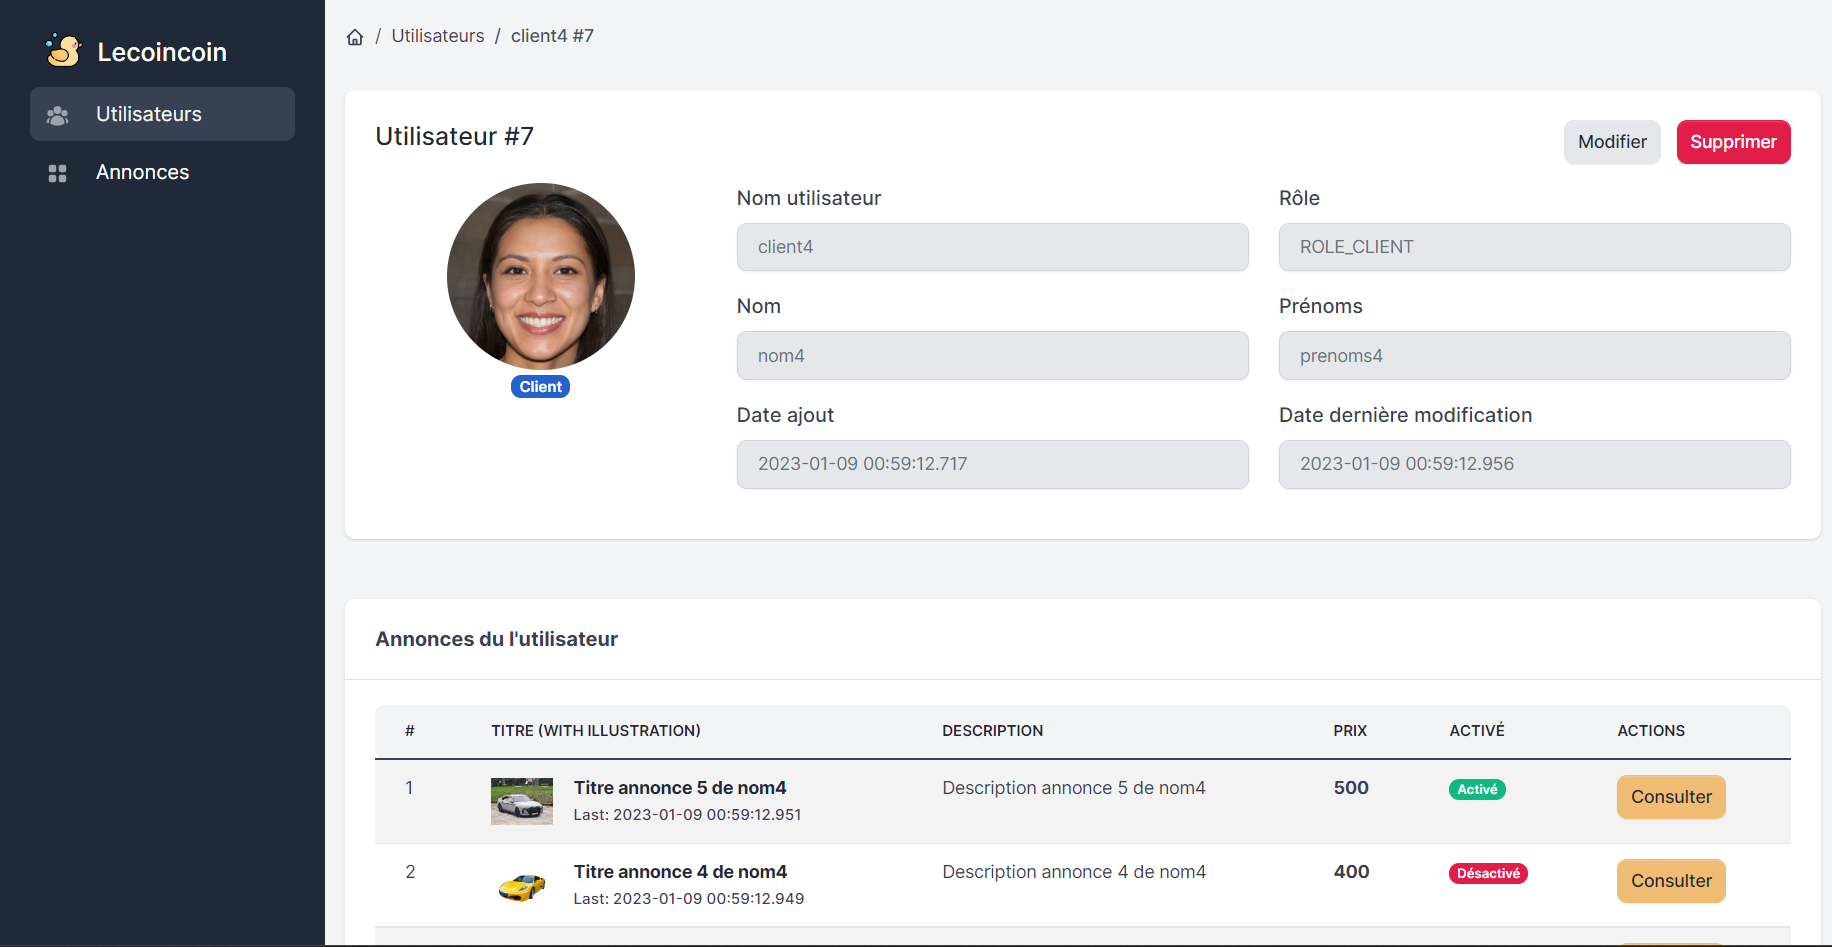 Lecoincoin
Utilisateurs
Annonces
/ Utilisateurs / client4 #7
Utilisateur #7
Modifier
Supprimer
Client
Nom utilisateur
client4
Rôle
ROLE_CLIENT
Nom
nom4
Prénoms
prenoms4
Date ajout
2023-01-09 00:59:12.717
Date dernière modification
2023-01-09 00:59:12.956
Annonces du l'utilisateur
# TITRE (WITH ILLUSTRATION) DESCRIPTION PRIX ACTIVÉ ACTIONS
1 Titre annonce 5 de nom4 Description annonce 5 de nom4 500 Activé Consulter
Last: 2023-01-09 00:59:12.951
2 Titre annonce 4 de nom4 Description annonce 4 de nom4 400 Désactivé Consulter
Last: 2023-01-09 00:59:12.949